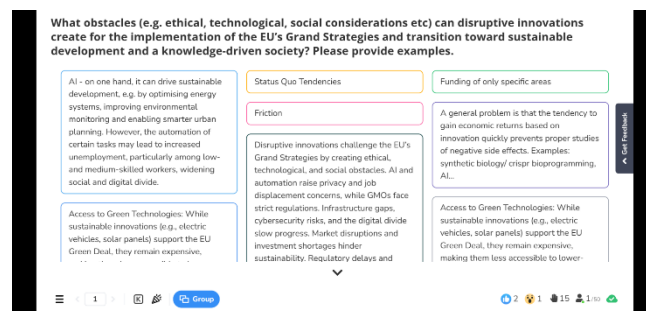 What obstacles (e.g. ethical, technological, social considerations etc) can disruptive innovations
create for the implementation of the EU's Grand Strategies and transition toward sustainable
development and a knowledge-driven society? Please provide examples.
AI - on one hand, it can drive sustainable
development, e.g. by optimising energy
systems, improving environmental
monitoring and enabling smarter urban
planning. However, the automation of
certain tasks may lead to increased
unemployment, particularly among low-
and medium-skilled workers, widening
social and digital divide.
Access to Green Technologies: While
sustainable innovations (e.g., electric
vehicles, solar panels) support the EU
Green Deal, they remain expensive,
Status Quo Tendencies
Friction
Disruptive innovations challenge the EU's
Grand Strategies by creating ethical,
technological, and social obstacles. AI and
automation raise privacy and job
displacement concerns, while GMOs face
strict regulations. Infrastructure gaps,
cybersecurity risks, and the digital divide
slow progress. Market disruptions and
investment shortages hinder
sustainability. Regulatory delays and
Funding of only specific areas
A general problem is that the tendency to
gain economic returns based on
innovation quickly prevents proper studies
of negative side effects. Examples:
synthetic biology/ crispr bioprogramming,
AI...
Access to Green Technologies: While
sustainable innovations (e.g., electric
vehicles, solar panels) support the EU
Green Deal, they remain expensive,
making them less accessible to lower-
Get Feedback
1
K
Group
2
1
15
1/50